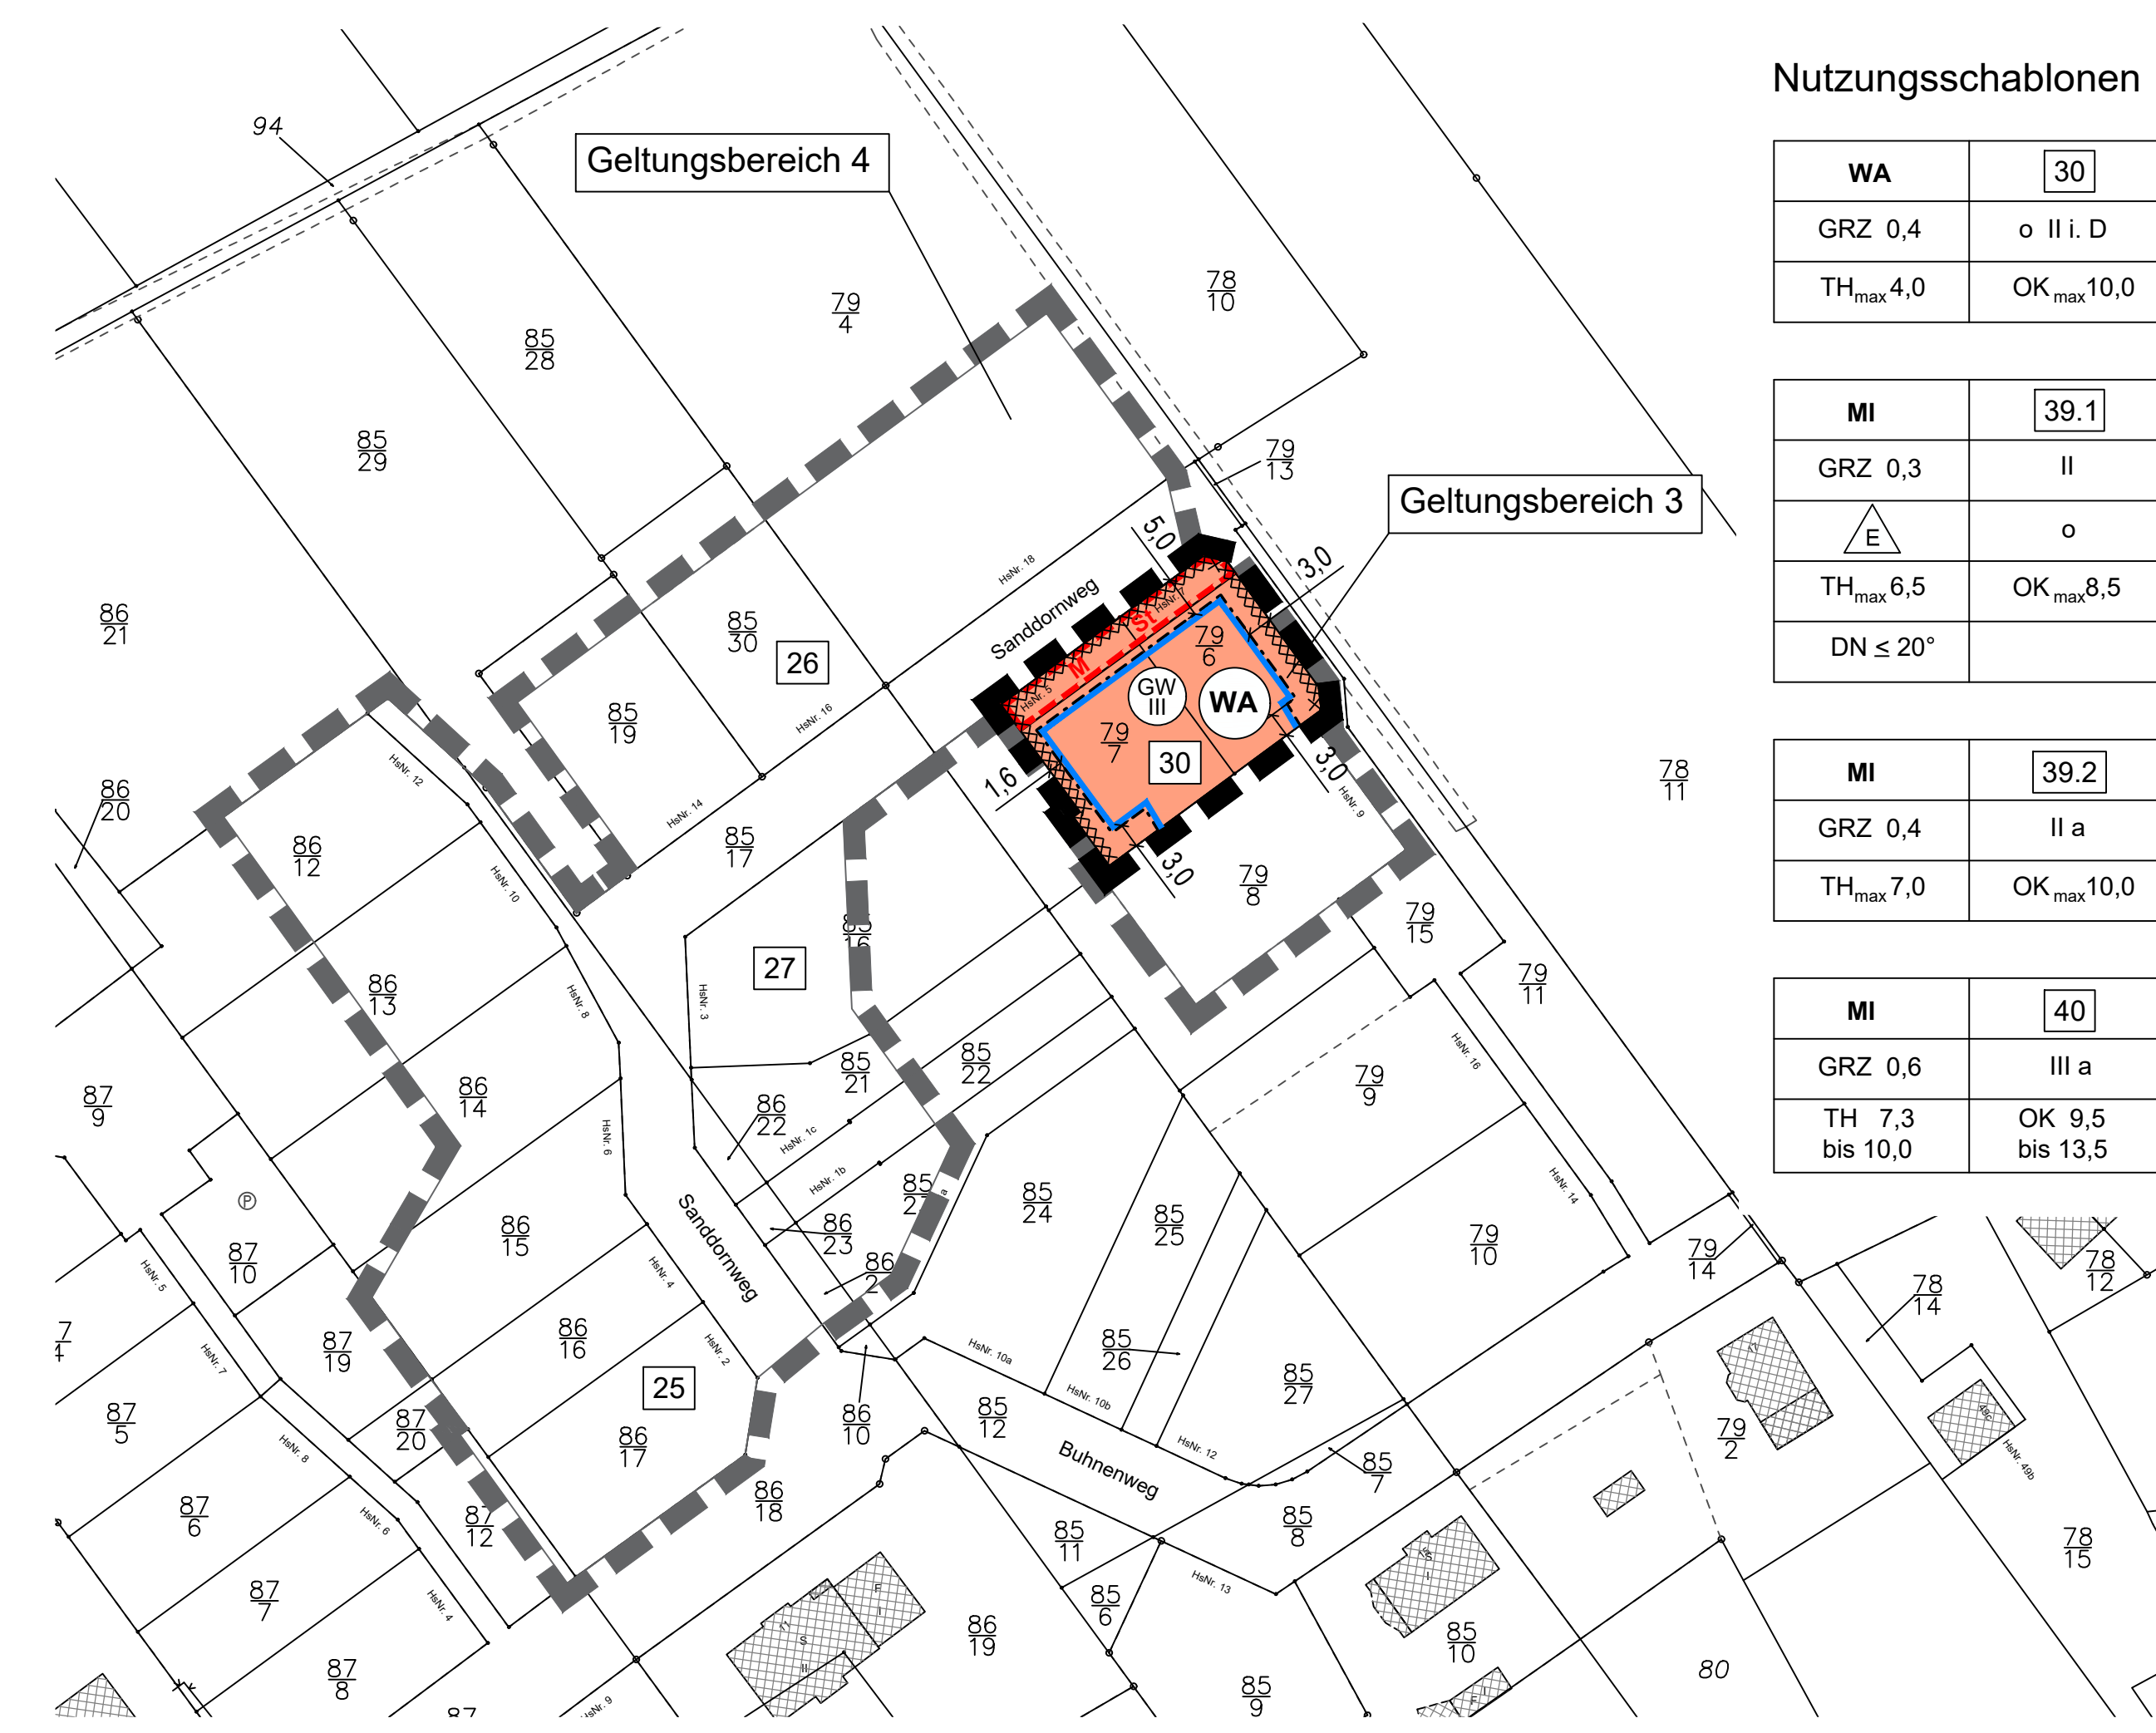 Nutzungsschablonen
WA 30
GRZ 0,4 o II i. D
THmax 4,0 OKmax 10,0
MI 39.1
GRZ 0,3 II
E o
THmax 6,5 OKmax 8,5
DN ≤ 20°
MI 39.2
GRZ 0,4 II a
THmax 7,0 OKmax 10,0
MI 40
GRZ 0,6 III a
TH 7,3 OK 9,5
bis 10,0 bis 13,5
94
Geltungsbereich 4
79/4
78/10
85/28
85/29
79/13
Geltungsbereich 3
5,0
3,0
HsNr. 18
Sanddornweg
HsNr. 7
St
M
79/6
86/21
85/30
26
HsNr. 5
GW
III
WA
85/19
HsNr. 16
79/7
30
1,6
3,0
HsNr. 9
78/11
HsNr. 12
86/20
HsNr. 14
85/17
86/12
HsNr. 10
3,0
79/8
79/15
27
HsNr. 3
86/13
HsNr. 8
79/11
85/21
85/22
HsNr. 16
79/9
86/14
87/9
86/22
HsNr. 1c
HsNr. 6
HsNr. 1b
HsNr. 14
P
85/24
85/25
86/15
86/23
Sanddornweg
79/10
87/10
79/14
78/12
HsNr. 5
HsNr. 4
78/14
87/19
86/16
HsNr. 7
HsNr. 2
HsNr. 10a
85/26
85/27
25
HsNr. 10b
17
87/5
87/20
86/10
85/12
HsNr. 12
79/2
49c
86/17
Buhnenweg
HsNr. 8
HsNr. 49b
85/7
87/6
86/18
HsNr. 6
87/12
85/11
85/8
78/15
HsNr. 13
I
F
I
87/7
HsNr. 4
85/6
11
S
II
86/19
85/10
80
87/8
85/9
HsNr. 9
I
F
87